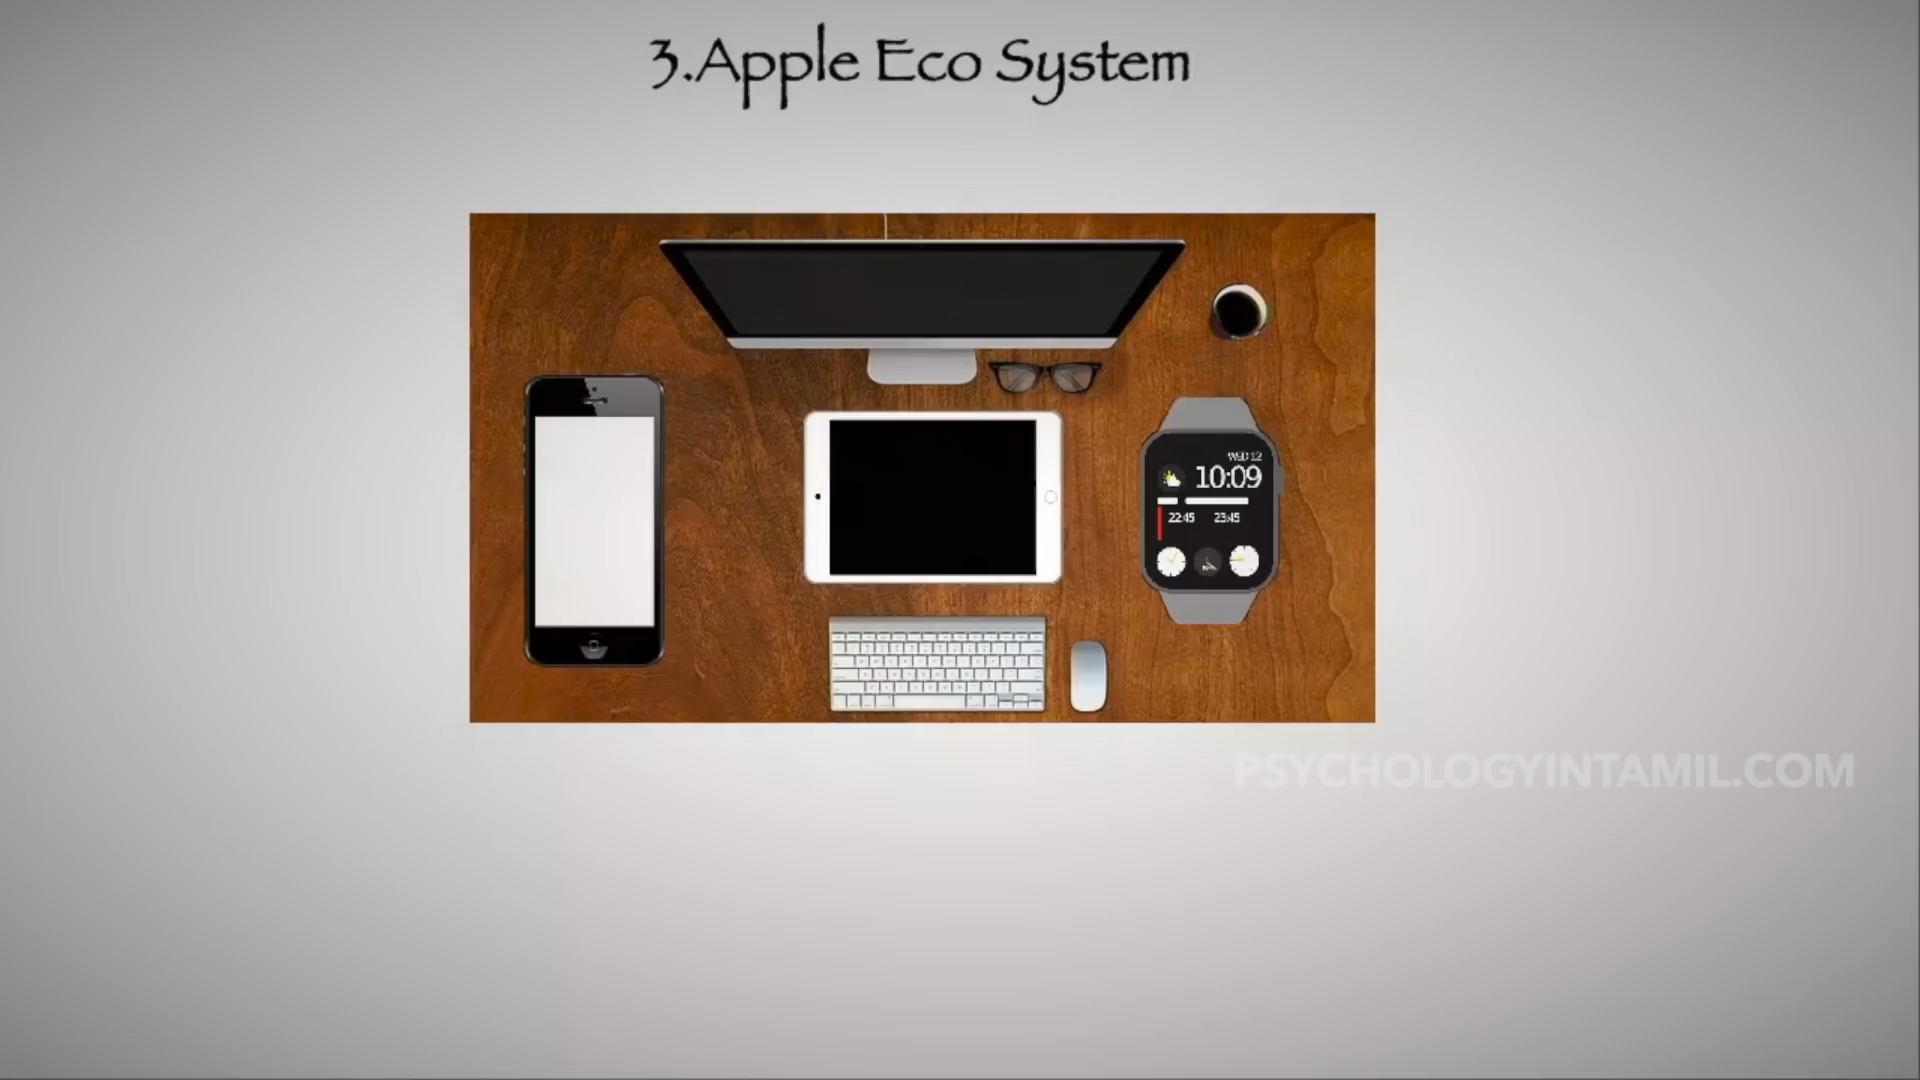 3.Apple Eco System
WED 12
10:09
22:45 23:45
PSYCHOLOGYINTAMIL.COM